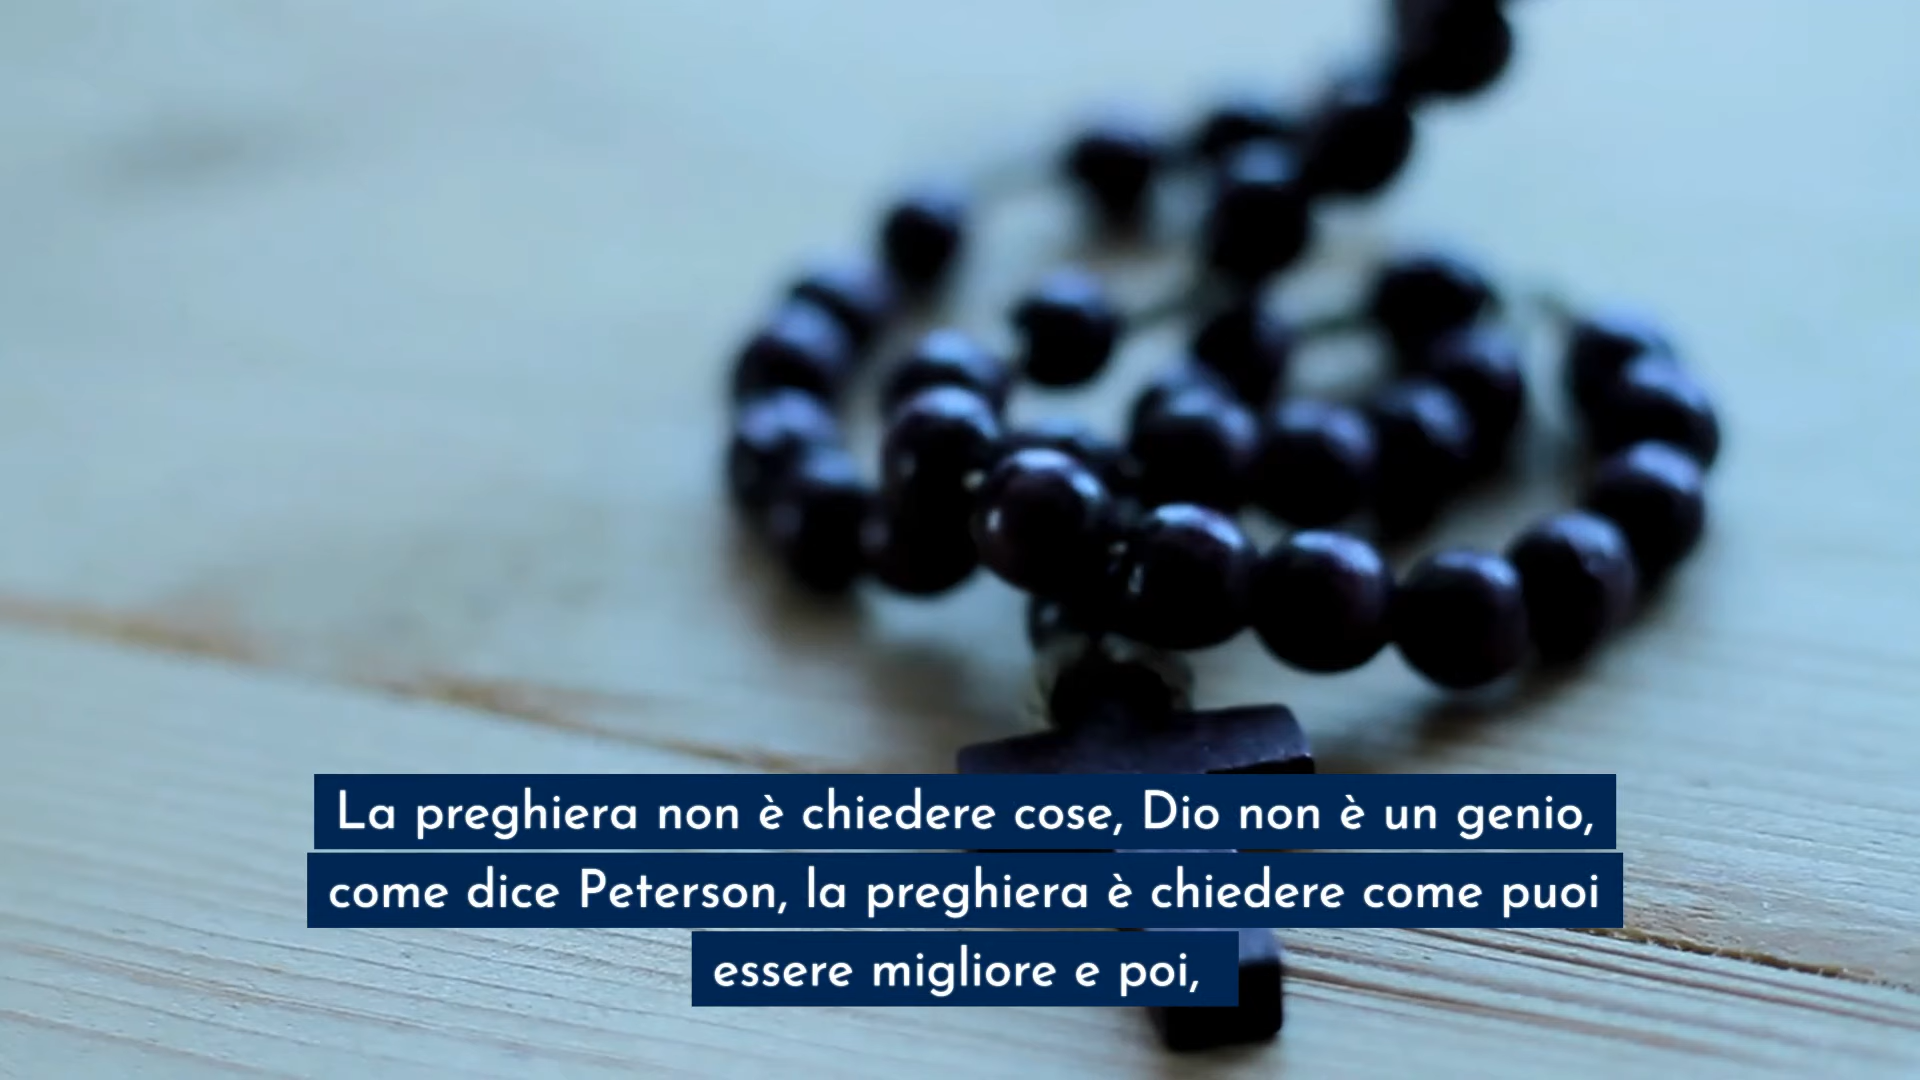 La preghiera non è chiedere cose, Dio non è un genio,
come dice Peterson, la preghiera è chiedere come puoi
essere migliore e poi,